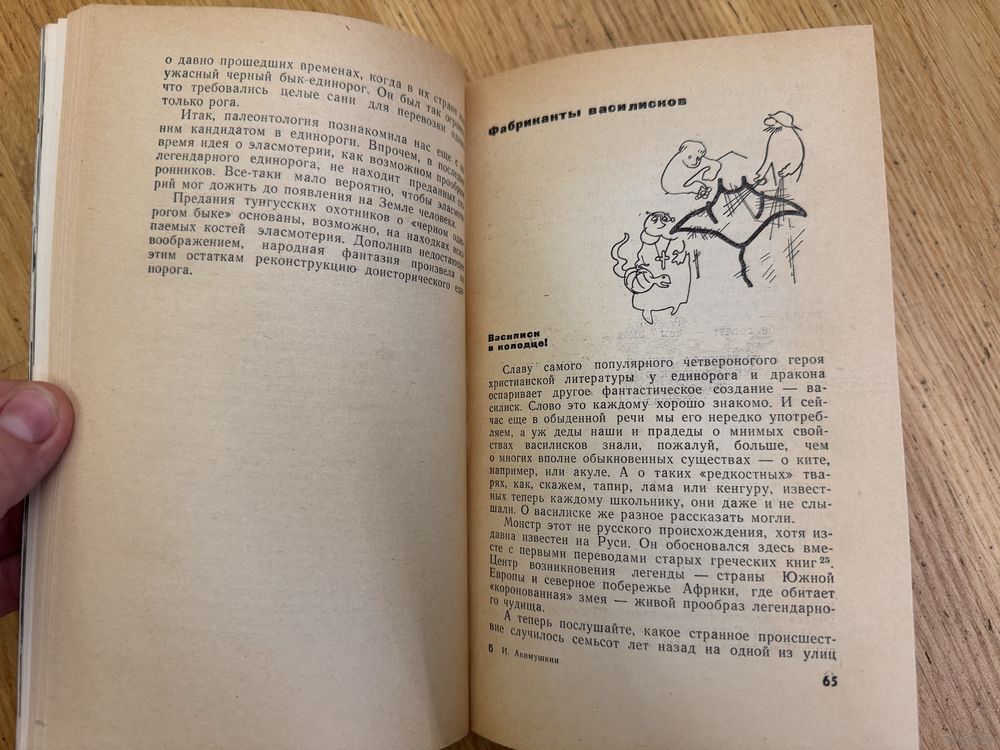 о давно прошедших временах, когда в их стране
ужасный черный бык-единорог. Он был так
что требовались целые сани для перевозки
только рога.
Итак, палеонтология познакомила нас еще с
ним кандидатом в единороги. Впрочем, в
время идея о эласмотерии, как возможном
легендарного единорога, не находит преданных
ронников. Все-таки мало вероятно, чтобы
рий мог дожить до появления на Земле человека.
Предания тунгусских охотников о «черном
рогом быке» основаны, возможно, на находках
паемых костей эласмотерия. Дополнив
воображением, народная фантазия произвела
этим остаткам реконструкцию доисторического
норога.
Фабриканты василисков
Василиск
в колодце!
Славу самого популярного четвероногого героя
христианской литературы у единорога и дракона
оспаривает другое фантастическое создание — ва-
силиск. Слово это каждому хорошо знакомо. И сей-
час еще в обыденной речи мы его нередко употреб-
ляем, а уж деды наши и прадеды о мнимых свой-
ствах василисков знали, пожалуй, больше, чем
о многих вполне обыкновенных существах — о ките,
например, или акуле. А о таких «редкостных» тва-
рях, как, скажем, тапир, лама или кенгуру, извест-
ных теперь каждому школьнику, они даже и не слы-
шали. О василиске же разное рассказать могли.
Монстр этот не русского происхождения, хотя из-
давна известен на Руси. Он обосновался здесь вме-
сте с первыми переводами старых греческих книг²⁵.
Центр возникновения легенды — страны Южной
Европы и северное побережье Африки, где обитает
«коронованная» змея — живой прообраз легендарно-
го чудища.
А теперь послушайте, какое странное происшест-
вие случилось семьсот лет назад на одной из улиц
6 И. Акимушкин
65